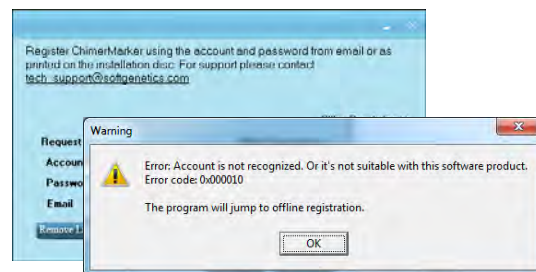 Register ChimerMarker using the account and password from email or as
printed on the installation disc. For support please contact
tech_support@softgenetics.com
Warning
Request
Accoun
Passwo
Email
Remove L
Error: Account is not recognized. Or it's not suitable with this software product.
Error code: 0x000010
The program will jump to offline registration.
OK